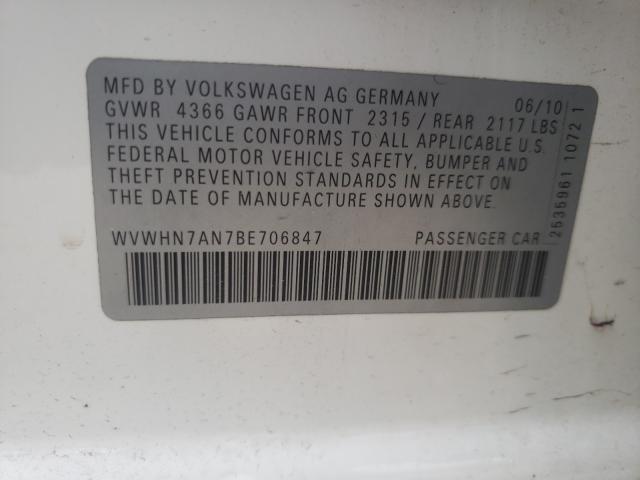 MFD BY VOLKSWAGEN AG GERMANY 06/10
GVWR 4366 GAWR FRONT 2315 / REAR 2117 LBS
THIS VEHICLE CONFORMS TO ALL APPLICABLE U.S.
FEDERAL MOTOR VEHICLE SAFETY, BUMPER AND
THEFT PREVENTION STANDARDS IN EFFECT ON
THE DATE OF MANUFACTURE SHOWN ABOVE.
WVWHN7AN7BE706847 PASSENGER CAR
2535961 1072 1